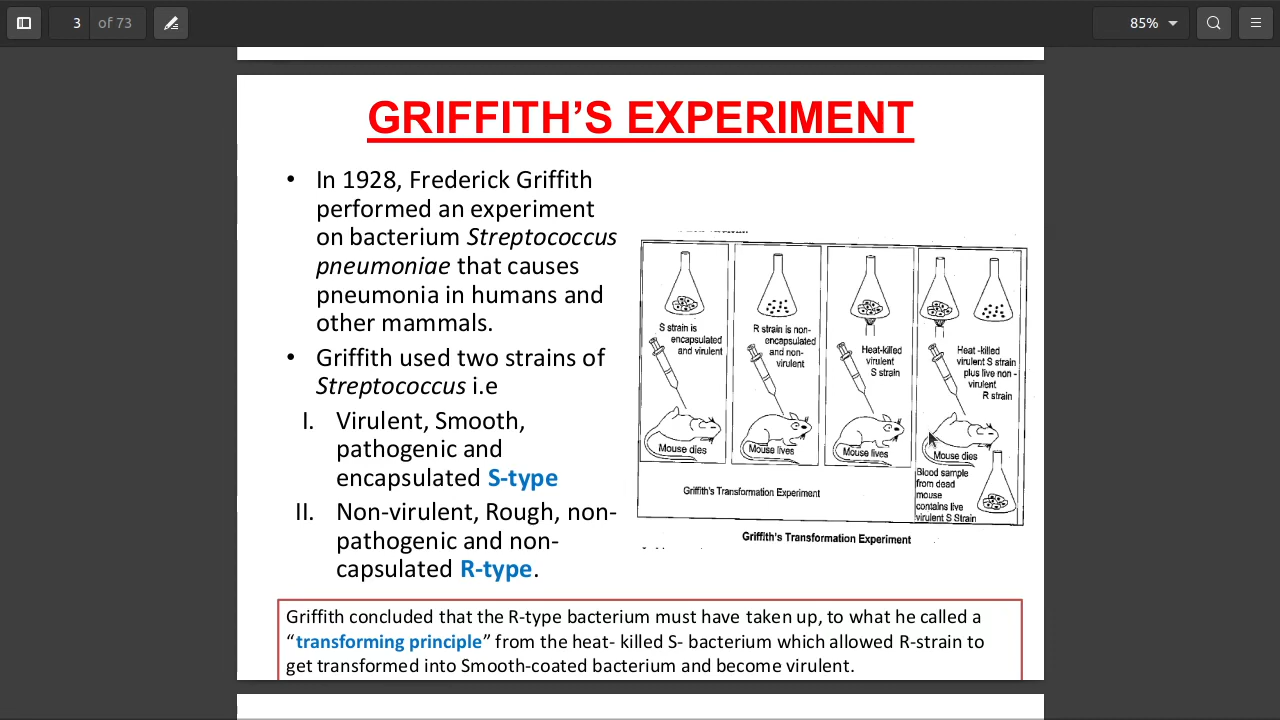 3 of 73
85%
GRIFFITH'S EXPERIMENT
• In 1928, Frederick Griffith
performed an experiment
on bacterium Streptococcus
pneumoniae that causes
pneumonia in humans and
other mammals.
• Griffith used two strains of
Streptococcus i.e
I. Virulent, Smooth,
pathogenic and
encapsulated S-type
II. Non-virulent, Rough, non-
pathogenic and non-
capsulated R-type.
S strain is
encapsulated
and virulent
Mouse dies
R strain is non-
encapsulated
and non-
virulent
Mouse lives
Heat-killed
virulent
S strain
Mouse lives
Heat -killed
virulent S strain
plus live non -
virulent
R strain
Mouse dies
Blood sample
from dead
mouse
contains live
virulent S Strain
Griffith's Transformation Experiment
Griffith's Transformation Experiment
Griffith concluded that the R-type bacterium must have taken up, to what he called a
“transforming principle” from the heat- killed S- bacterium which allowed R-strain to
get transformed into Smooth-coated bacterium and become virulent.